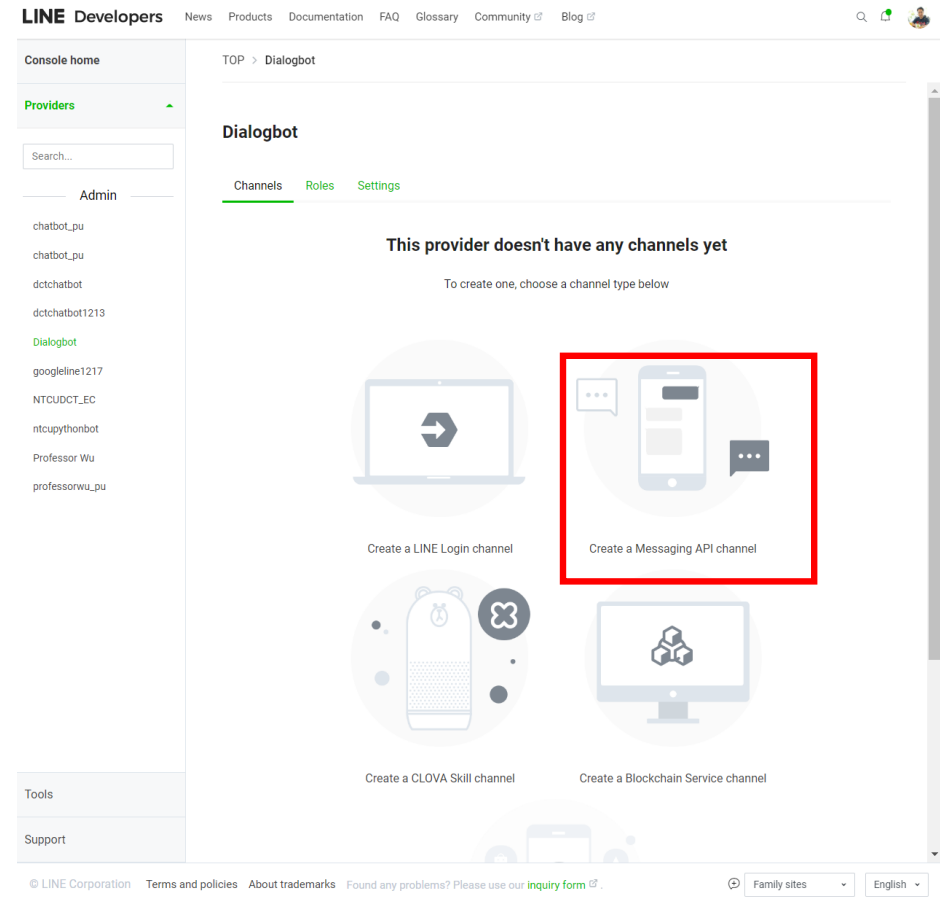 LINE Developers News Products Documentation FAQ Glossary Community Blog
Console home
TOP > Dialogbot
Providers
Dialogbot
Search...
Channels Roles Settings
Admin
chatbot_pu
chatbot_pu
dctchatbot
dctchatbot1213
Dialogbot
googleline1217
NTCUDCT_EC
ntcupythonbot
Professor Wu
professorwu_pu
This provider doesn't have any channels yet
To create one, choose a channel type below
Create a LINE Login channel
Create a Messaging API channel
Create a CLOVA Skill channel
Create a Blockchain Service channel
Tools
Support
© LINE Corporation Terms and policies About trademarks Found any problems? Please use our inquiry form . Family sites English